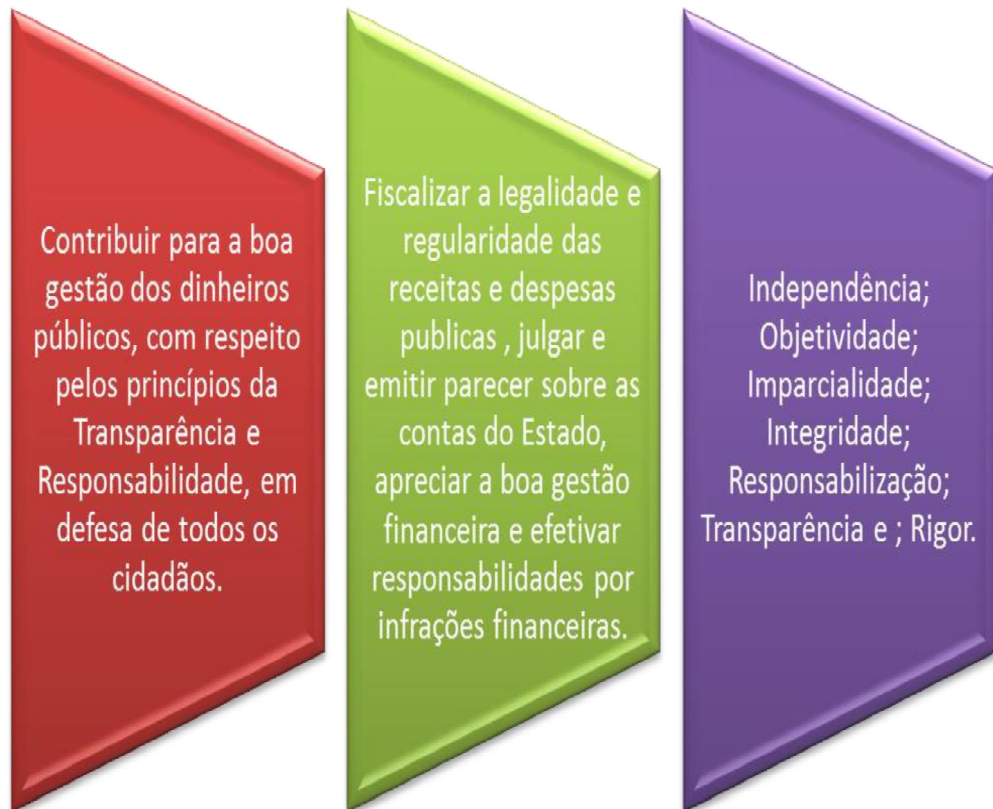 Contribuir para a boa
gestão dos dinheiros
públicos, com respeito
pelos princípios da
Transparência e
Responsabilidade, em
defesa de todos os
cidadãos.
Fiscalizar a legalidade e
regularidade das
receitas e despesas
publicas , julgar e
emitir parecer sobre as
contas do Estado,
apreciar a boa gestão
financeira e efetivar
responsabilidades por
infrações financeiras.
Independência;
Objetividade;
Imparcialidade;
Integridade;
Responsabilização;
Transparência e ; Rigor.